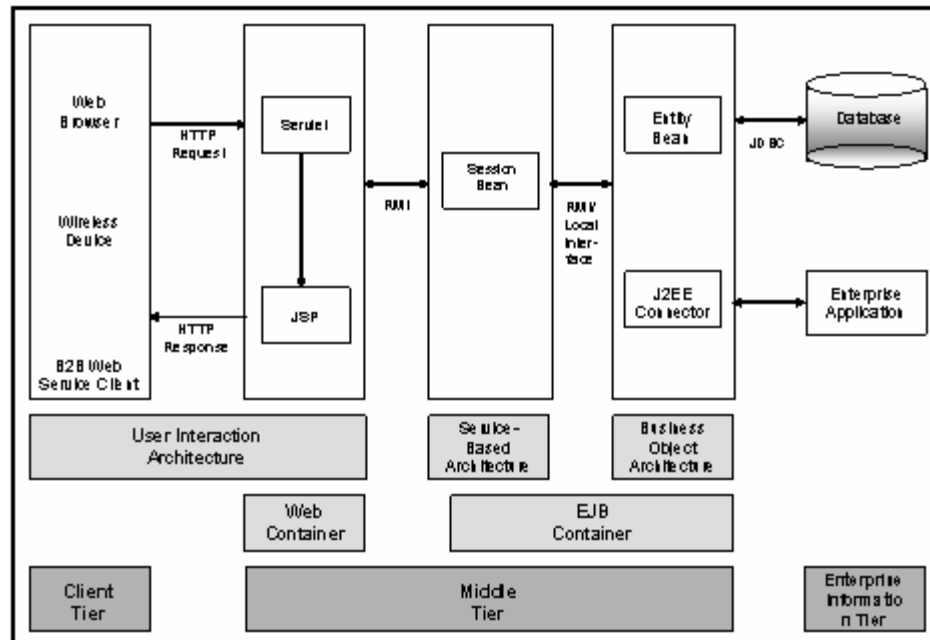 Web
Browser
Wireless
Device
B2B Web
Service Client
HTTP
Request
HTTP
Response
Servlet
JSP
RMI
Session
Bean
RMI/
Local
Inter-
face
Entity
Bean
J2EE
Connector
JDBC
Database
Enterprise
Application
User Interaction
Architecture
Service-
Based
Architecture
Business
Object
Architecture
Web
Container
EJB
Container
Client
Tier
Middle
Tier
Enterprise
Informatio
n Tier